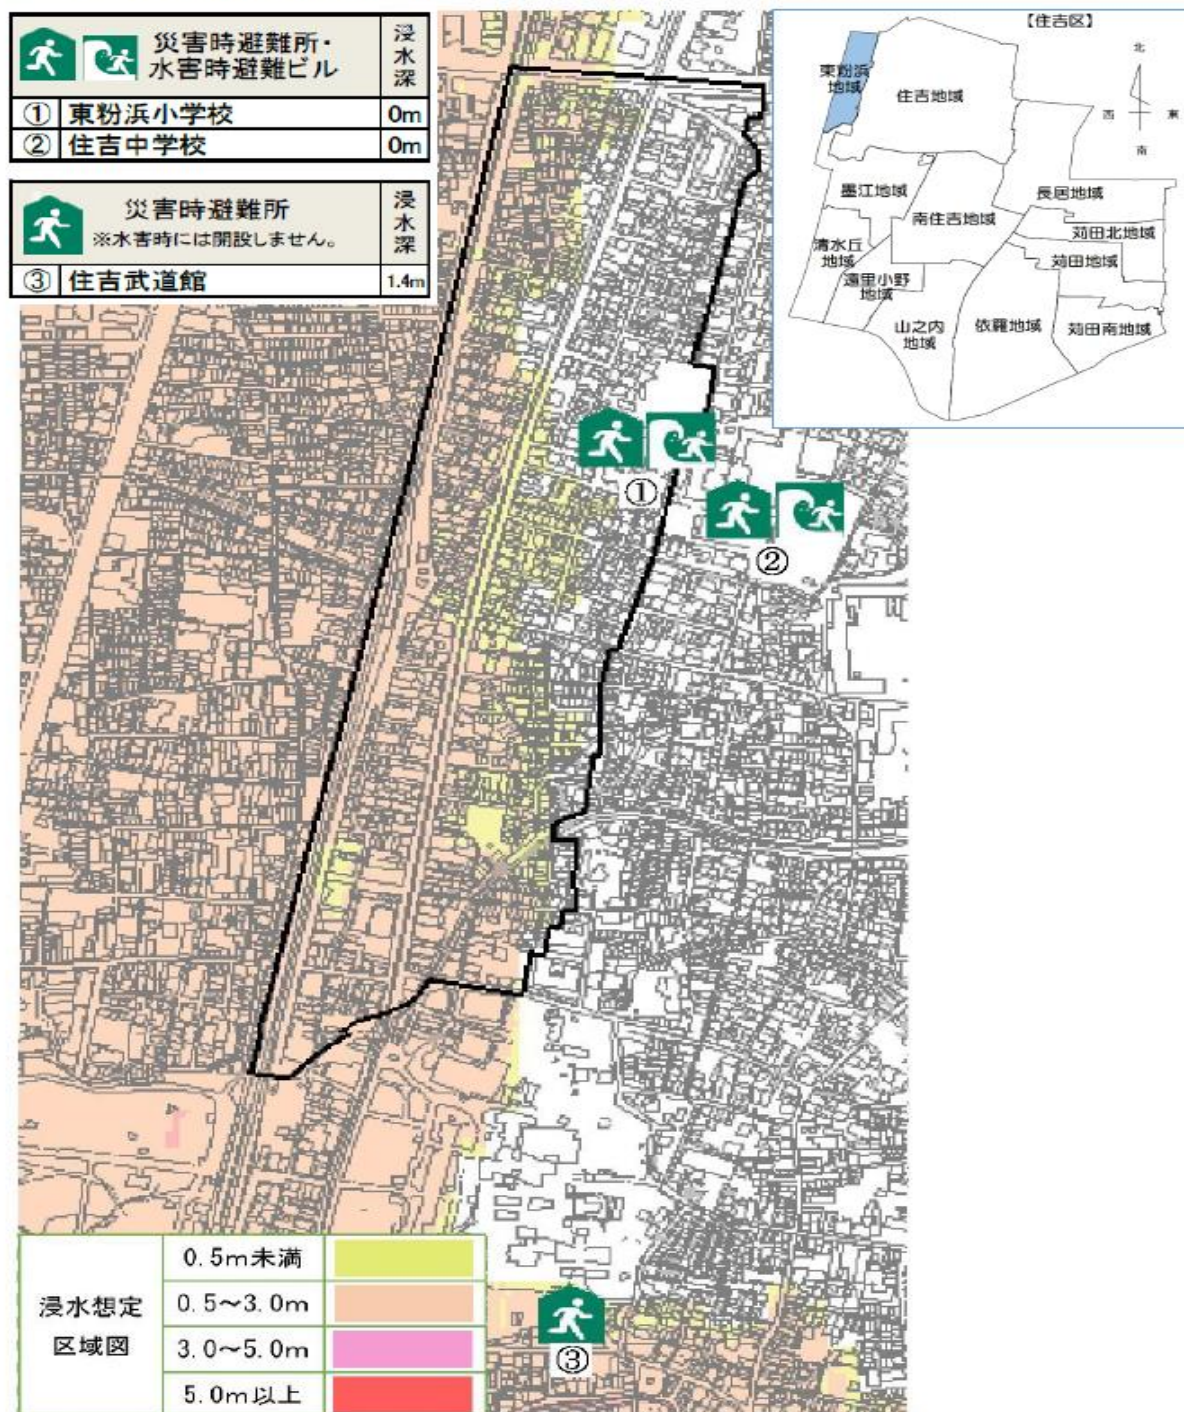 災害時避難所・
水害時避難ビル
浸水深
① 東粉浜小学校 0m
② 住吉中学校 0m
災害時避難所
※水害時には開設しません。
浸水深
③ 住吉武道館 1.4m
【住吉区】
北
西 東
南
東粉浜
地域
住吉地域
墨江地域
南住吉地域
長居地域
苅田北地域
清水丘
地域
苅田地域
遠里小野
地域
山之内
地域
依羅地域
苅田南地域
①
②
③
浸水想定
区域図
0.5m未満
0.5～3.0m
3.0～5.0m
5.0m以上